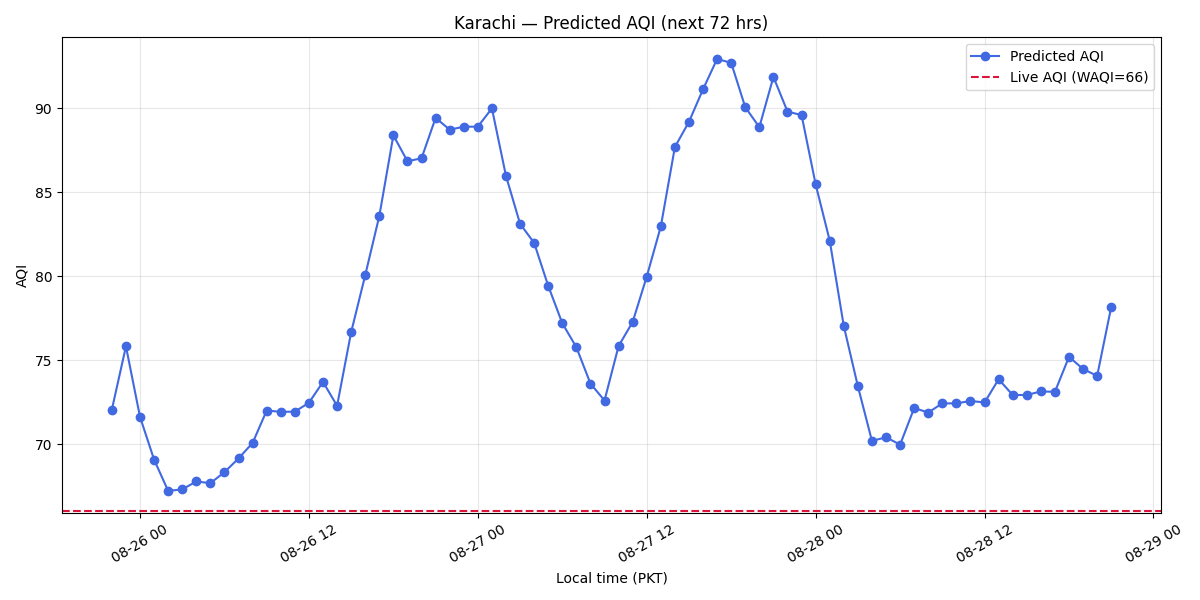 Karachi — Predicted AQI (next 72 hrs)
Predicted AQI
Live AQI (WAQI=66)
AQI
90
85
80
75
70
08-26 00
08-26 12
08-27 00
08-27 12
08-28 00
08-28 12
08-29 00
Local time (PKT)